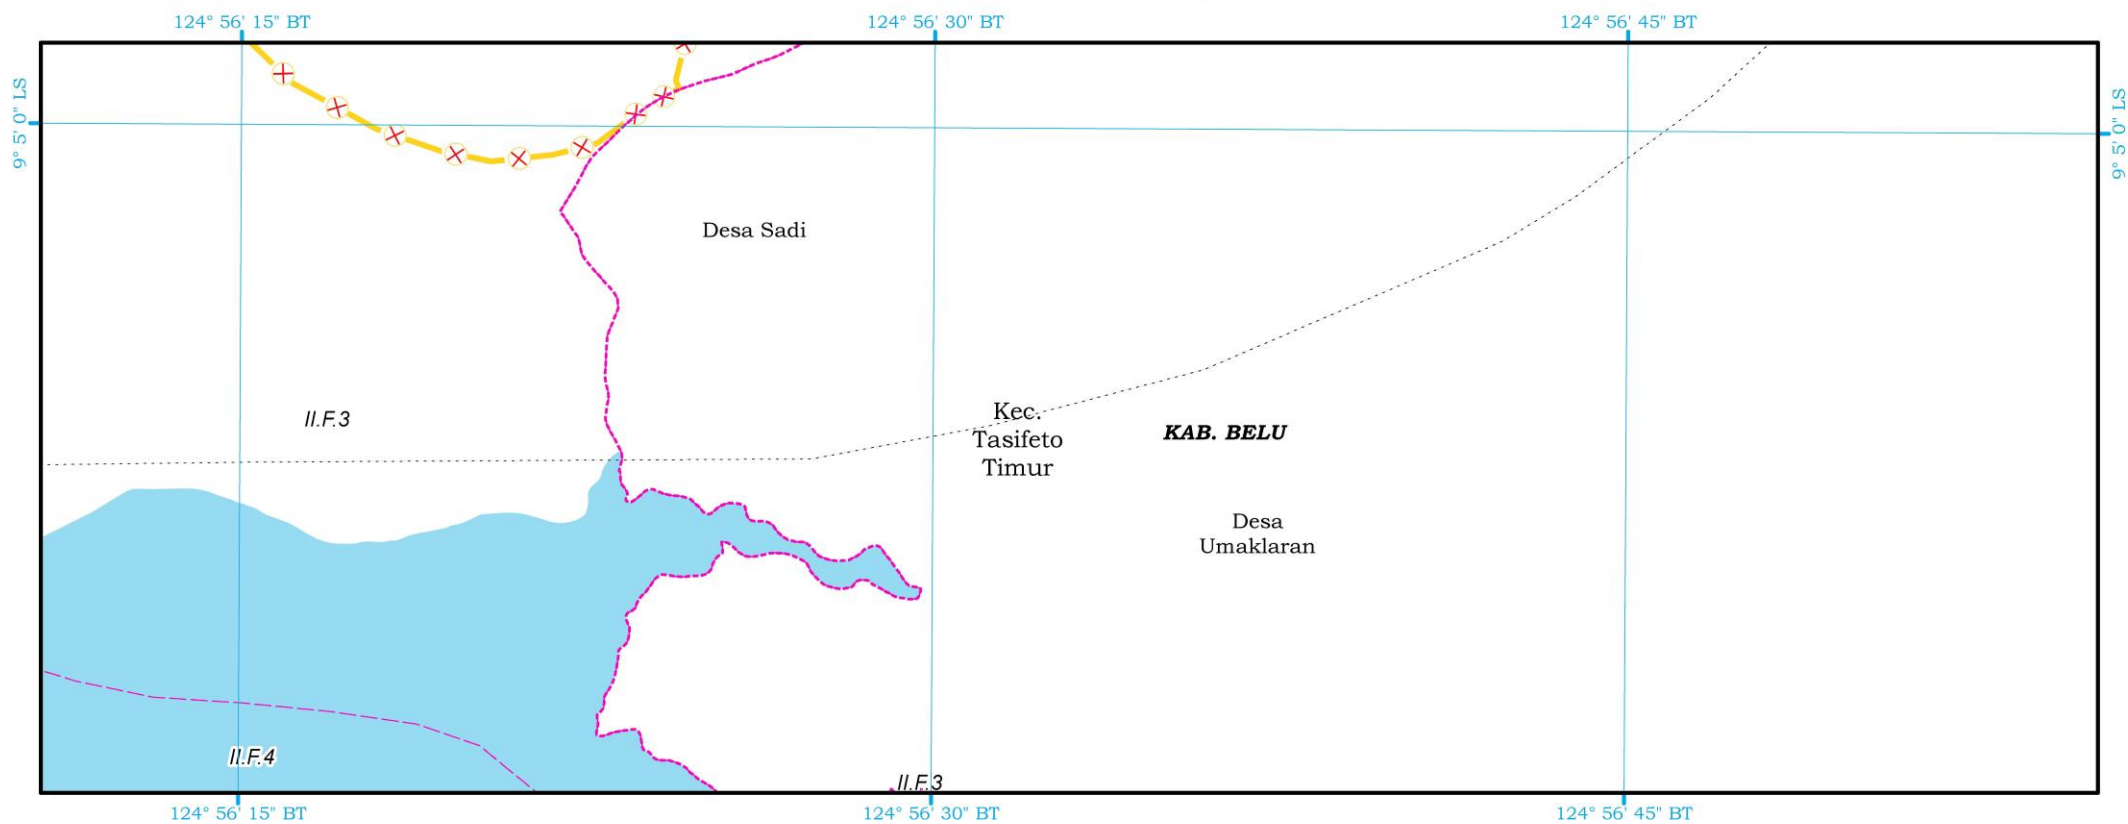 124° 56' 15" BT
124° 56' 30" BT
124° 56' 45" BT
9° 5' 0" LS
9° 5' 0" LS
Desa Sadi
II.F.3
Kec.
Tasifeto
Timur
KAB. BELU
Desa
Umaklaran
II.F.4
II.F.3
124° 56' 15" BT
124° 56' 30" BT
124° 56' 45" BT